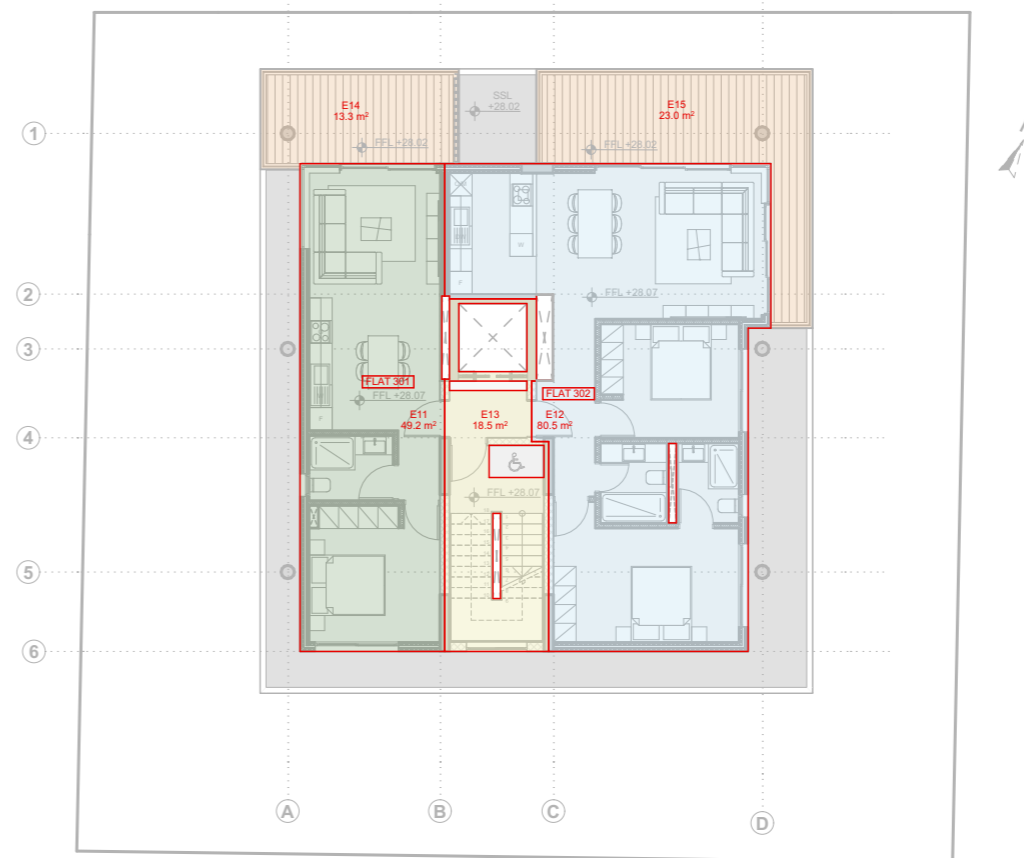 SSL
+28.02
E14
13.3 m²
E15
23.0 m²
1
FFL +28.02
FFL +28.02
W
F
2
FFL +28.07
3
FLAT 301
FLAT 302
FFL +28.07
E11
49.2 m²
E13
18.5 m²
E12
80.5 m²
F
4
FFL +28.07
5
6
A
B
C
D